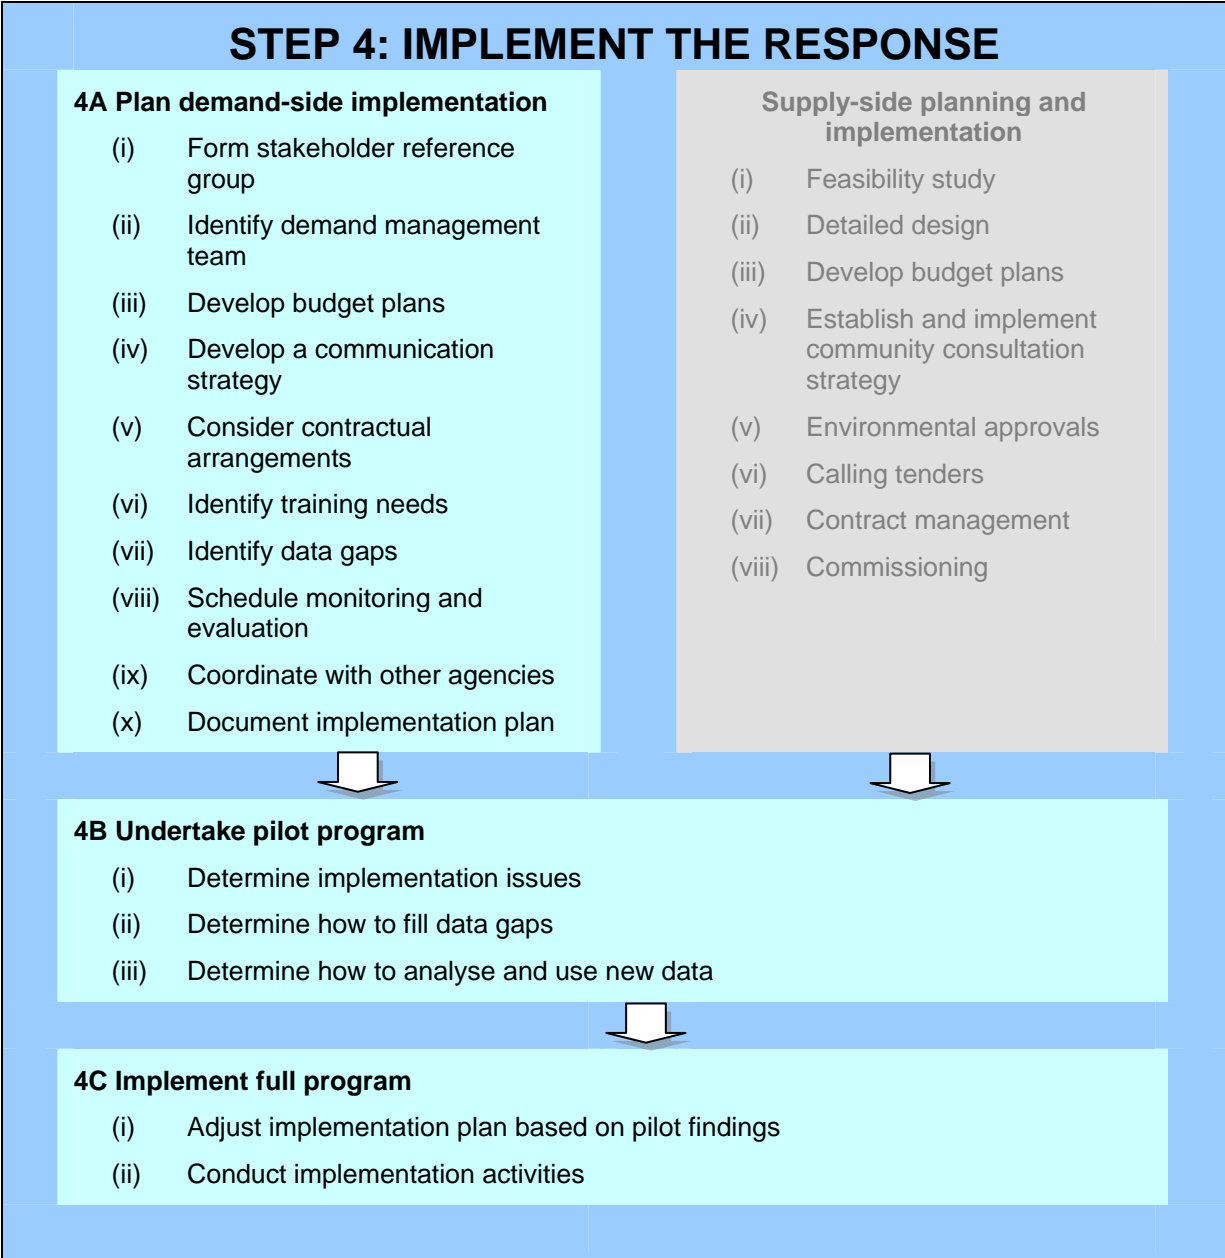 STEP 4: IMPLEMENT THE RESPONSE
4A Plan demand-side implementation
(i) Form stakeholder reference
group
(ii) Identify demand management
team
(iii) Develop budget plans
(iv) Develop a communication
strategy
(v) Consider contractual
arrangements
(vi) Identify training needs
(vii) Identify data gaps
(viii) Schedule monitoring and
evaluation
(ix) Coordinate with other agencies
(x) Document implementation plan
Supply-side planning and
implementation
(i) Feasibility study
(ii) Detailed design
(iii) Develop budget plans
(iv) Establish and implement
community consultation
strategy
(v) Environmental approvals
(vi) Calling tenders
(vii) Contract management
(viii) Commissioning
4B Undertake pilot program
(i) Determine implementation issues
(ii) Determine how to fill data gaps
(iii) Determine how to analyse and use new data
4C Implement full program
(i) Adjust implementation plan based on pilot findings
(ii) Conduct implementation activities